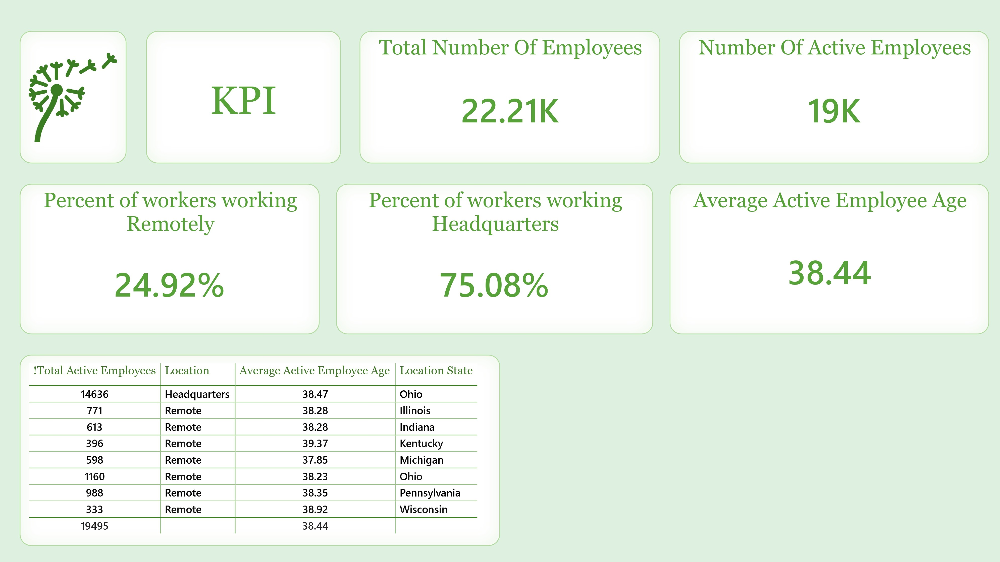 KPI
Total Number Of Employees
22.21K
Number Of Active Employees
19K
Percent of workers working
Remotely
24.92%
Percent of workers working
Headquarters
75.08%
Average Active Employee Age
38.44
!Total Active Employees Location Average Active Employee Age Location State
14636 Headquarters 38.47 Ohio
771 Remote 38.28 Illinois
613 Remote 38.28 Indiana
396 Remote 39.37 Kentucky
598 Remote 37.85 Michigan
1160 Remote 38.23 Ohio
988 Remote 38.35 Pennsylvania
333 Remote 38.92 Wisconsin
19495 38.44